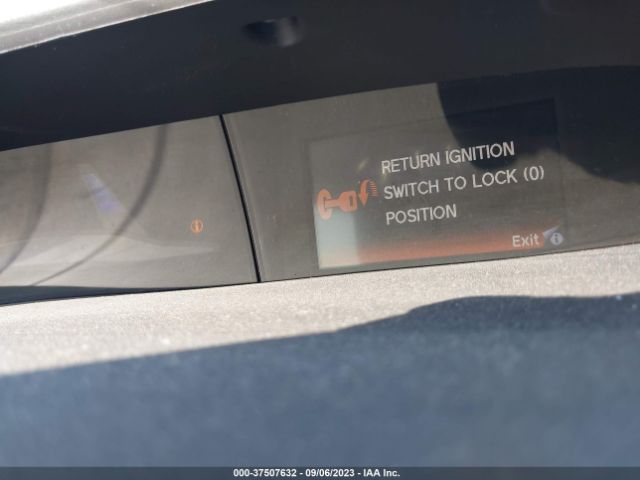 RETURN IGNITION
SWITCH TO LOCK (0)
POSITION
Exit i
000-37507632 - 09/06/2023 - IAA Inc.